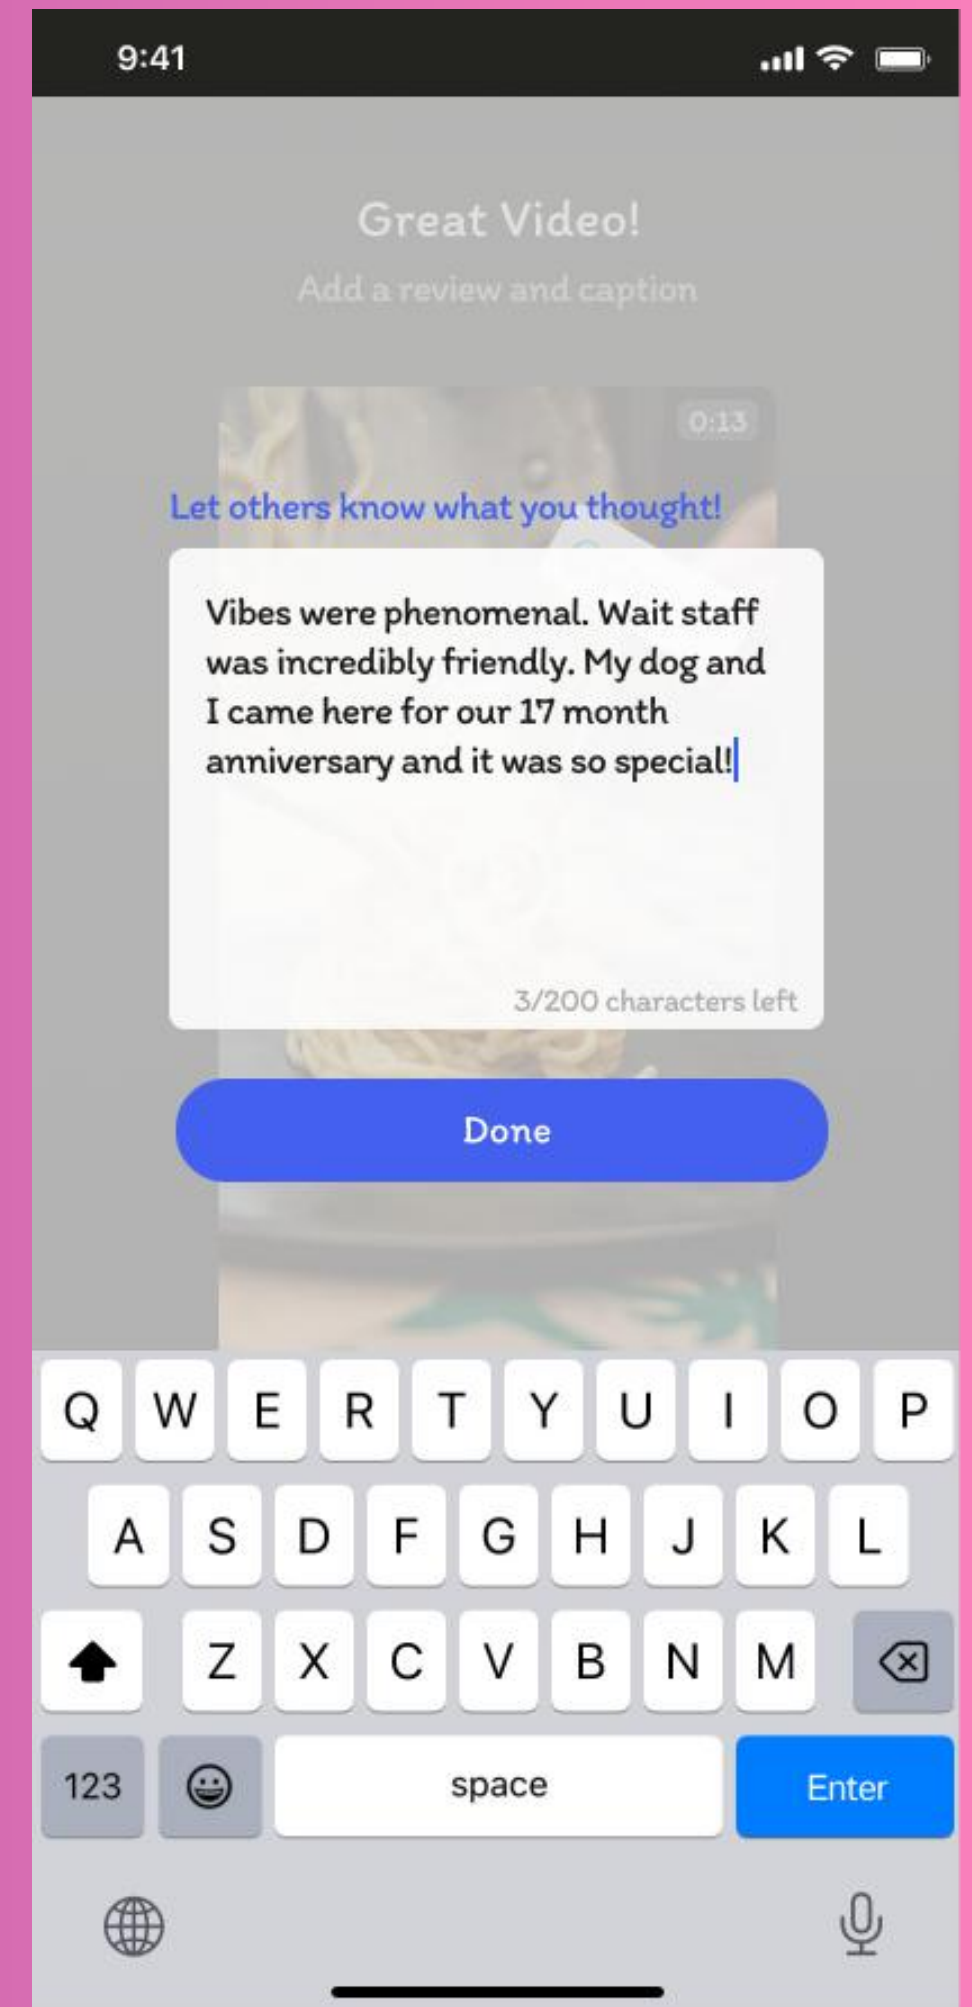 9:41
Great Video!
Add a review and caption
0:13
Let others know what you thought!
Vibes were phenomenal. Wait staff
was incredibly friendly. My dog and
I came here for our 17 month
anniversary and it was so special!
3/200 characters left
Done
Q W E R T Y U I O P
A S D F G H J K L
Z X C V B N M
123 space Enter